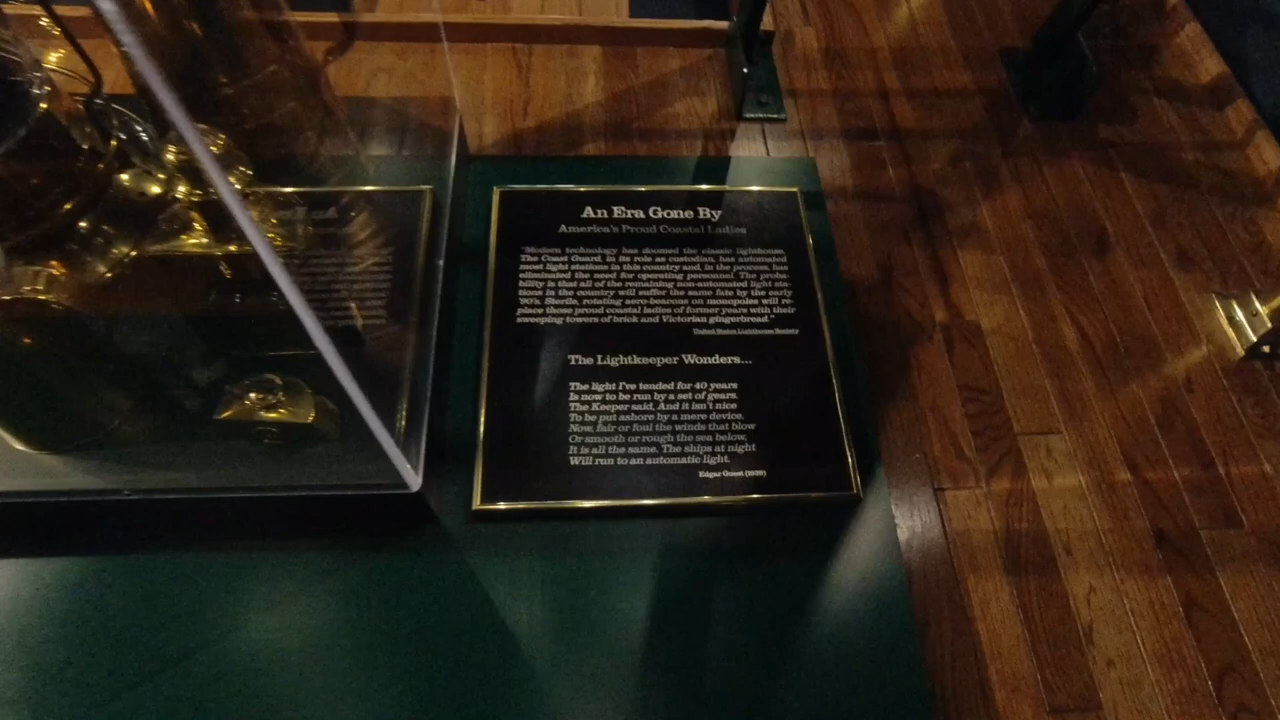 An Era Gone By
America's Proud Coastal Ladies
"Modern technology has doomed the classic lighthouse.
The Coast Guard, in its role as custodian, has automated
most light stations in this country and, in the process, has
eliminated the need for operating personnel. The proba-
bility is that all of the remaining non-automated light sta-
tions in the country will suffer the same fate by the early
'90's. Sterile, rotating aero-beacons on monopoles will re-
place those proud coastal ladies of former years with their
sweeping towers of brick and Victorian gingerbread."
United States Lighthouse Society
The Lightkeeper Wonders...
The light I've tended for 40 years
Is now to be run by a set of gears.
The Keeper said, And it isn't nice
To be put ashore by a mere device.
Now, fair or foul the winds that blow
Or smooth or rough the sea below,
It is all the same. The ships at night
Will run to an automatic light.
Edgar Guest (1939)